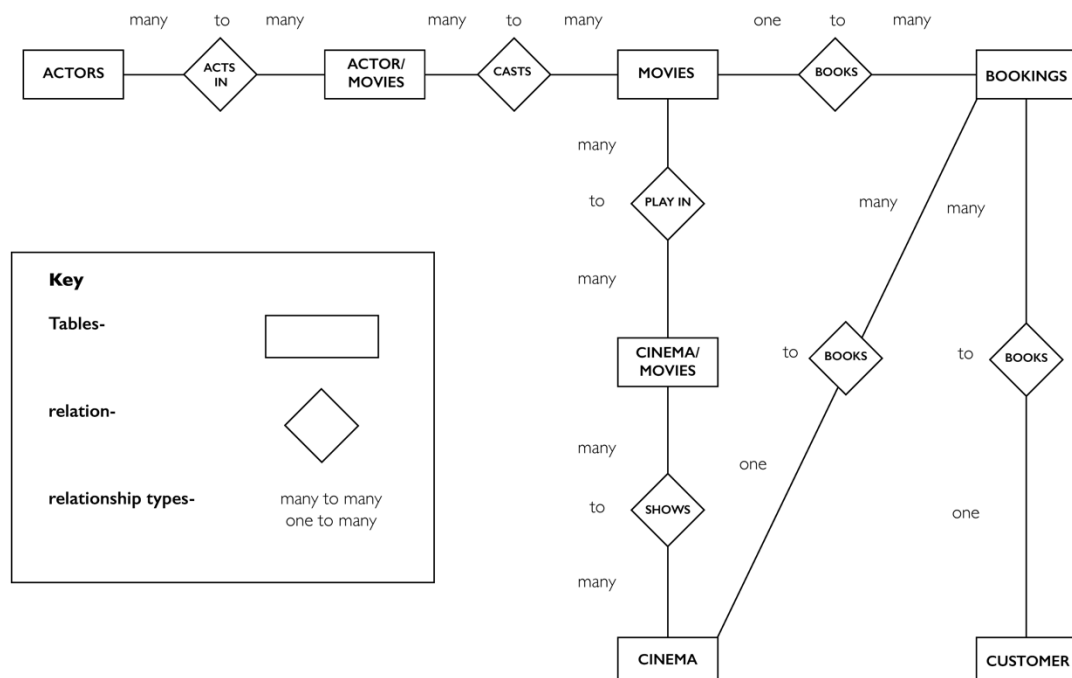 many to many many to many one to many
ACTORS ACTS IN ACTOR/ MOVIES CASTS MOVIES BOOKS BOOKINGS
many
to PLAY IN many many
many
Key
Tables-
CINEMA/ MOVIES to BOOKS to BOOKS
relation-
many one
relationship types- many to many
one to many
to SHOWS one
many
CINEMA CUSTOMER